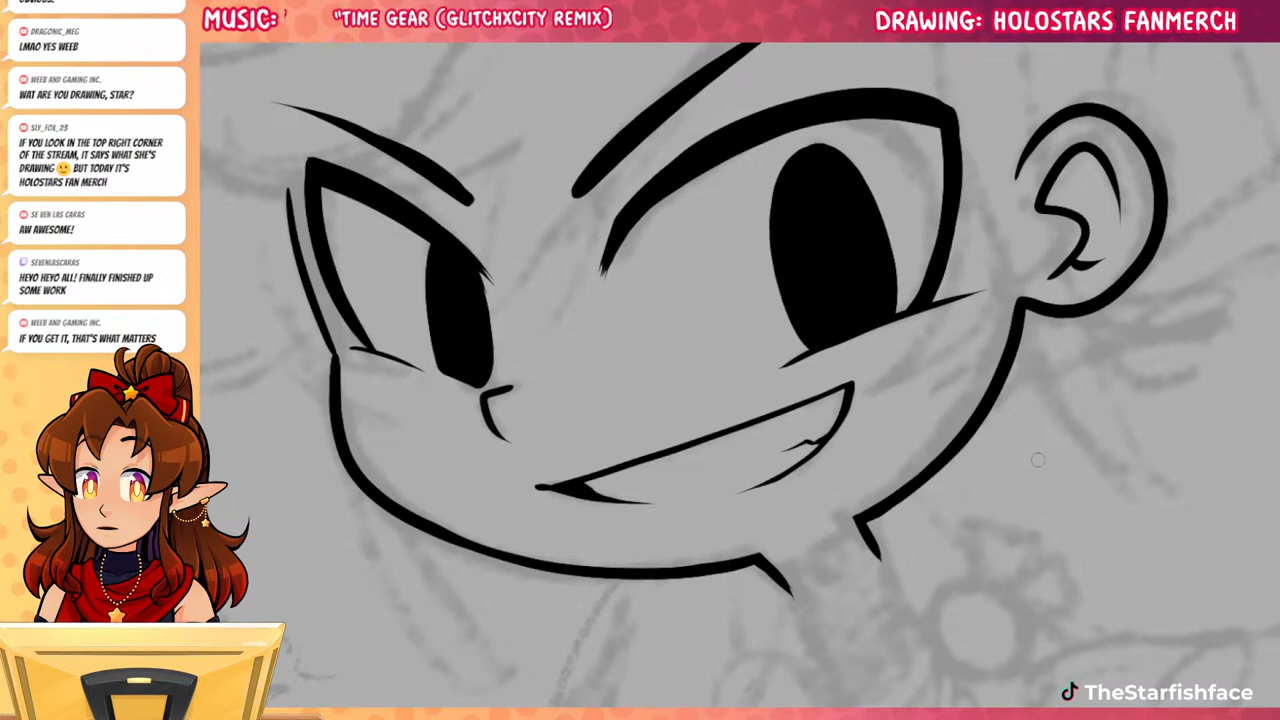 MUSIC: "TIME GEAR (GLITCHXCITY REMIX)
DRAWING: HOLOSTARS FANMERCH
DRAGONIC_MEG
LMAO YES WEEB
WEEB AND GAMING INC.
WAT ARE YOU DRAWING, STAR?
SLY_FOX_23
IF YOU LOOK IN THE TOP RIGHT CORNER
OF THE STREAM, IT SAYS WHAT SHE'S
DRAWING 🙂 BUT TODAY IT'S
HOLOSTARS FAN MERCH
SE VEN LAS CARAS
AW AWESOME!
SEVENLASCARAS
HEYO HEYO ALL! FINALLY FINISHED UP
SOME WORK
WEEB AND GAMING INC.
IF YOU GET IT, THAT'S WHAT MATTERS
TheStarfishface